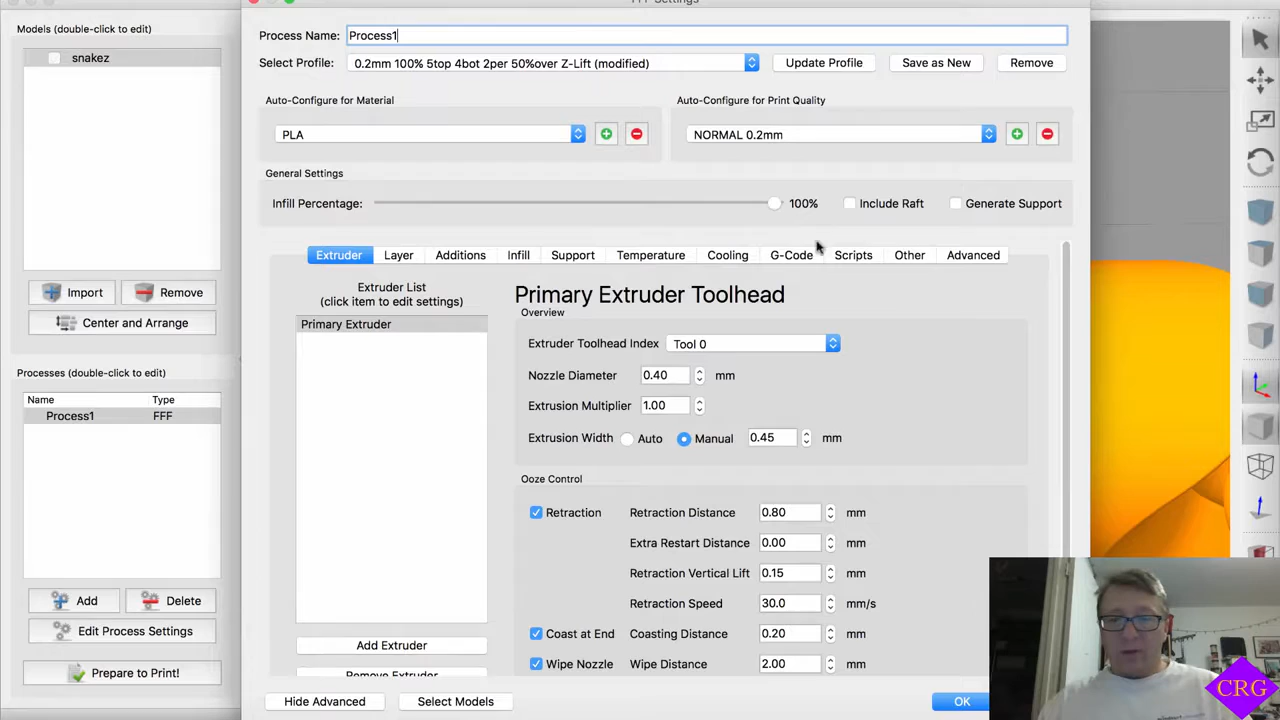 FFF Settings
Models (double-click to edit)
snakez
Import
Remove
Center and Arrange
Processes (double-click to edit)
Name
Type
Process1
FFF
Add
Delete
Edit Process Settings
Prepare to Print!
Process Name:
Process1
Select Profile:
0.2mm 100% 5top 4bot 2per 50%over Z-Lift (modified)
Update Profile
Save as New
Remove
Auto-Configure for Material
PLA
Auto-Configure for Print Quality
NORMAL 0.2mm
General Settings
Infill Percentage:
100%
Include Raft
Generate Support
Extruder
Layer
Additions
Infill
Support
Temperature
Cooling
G-Code
Scripts
Other
Advanced
Extruder List
(click item to edit settings)
Primary Extruder
Add Extruder
Remove Extruder
Primary Extruder Toolhead
Overview
Extruder Toolhead Index
Tool 0
Nozzle Diameter
0.40
mm
Extrusion Multiplier
1.00
Extrusion Width
Auto
Manual
0.45
mm
Ooze Control
Retraction
Retraction Distance
0.80
mm
Extra Restart Distance
0.00
mm
Retraction Vertical Lift
0.15
mm
Retraction Speed
30.0
mm/s
Coast at End
Coasting Distance
0.20
mm
Wipe Nozzle
Wipe Distance
2.00
mm
Hide Advanced
Select Models
OK
CRG